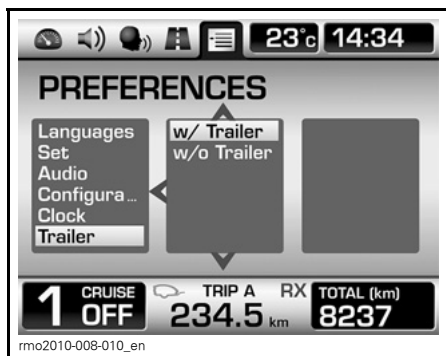 23°c 14:34
PREFERENCES
Languages
Set
Audio
Configura ...
Clock
Trailer
w/ Trailer
w/o Trailer
1 CRUISE OFF
TRIP A RX
234.5 km
TOTAL (km)
8237
rmo2010-008-010_en